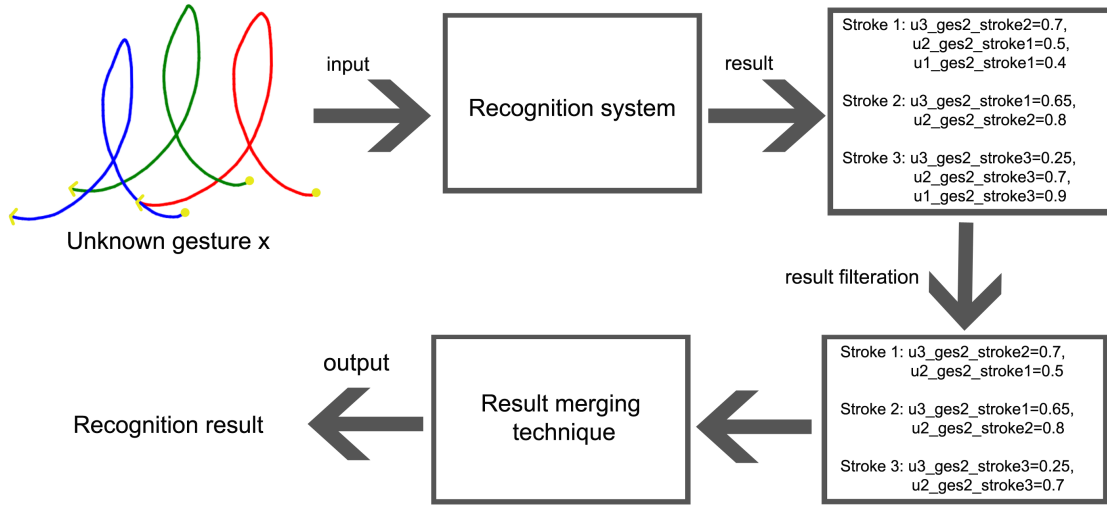 Unknown gesture x
input
Recognition system
result
Stroke 1: u3_ges2_stroke2=0.7,
u2_ges2_stroke1=0.5,
u1_ges2_stroke1=0.4
Stroke 2: u3_ges2_stroke1=0.65,
u2_ges2_stroke2=0.8
Stroke 3: u3_ges2_stroke3=0.25,
u2_ges2_stroke3=0.7,
u1_ges2_stroke3=0.9
result filteration
Stroke 1: u3_ges2_stroke2=0.7,
u2_ges2_stroke1=0.5
Stroke 2: u3_ges2_stroke1=0.65,
u2_ges2_stroke2=0.8
Stroke 3: u3_ges2_stroke3=0.25,
u2_ges2_stroke3=0.7
Result merging
technique
output
Recognition result